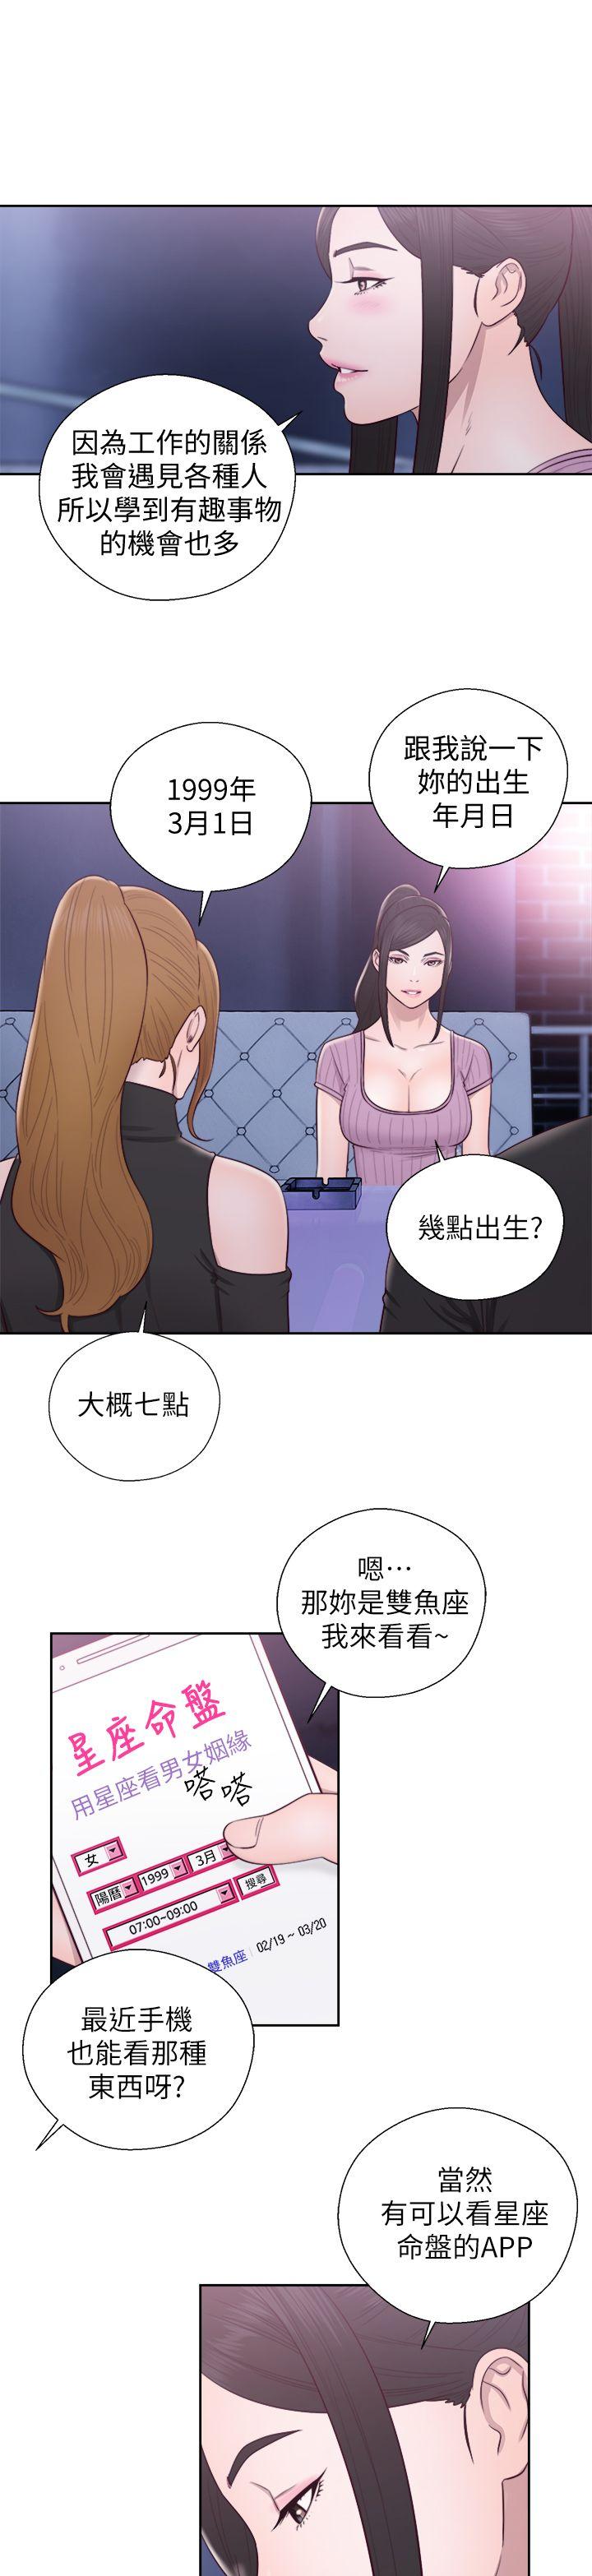 因為工作的關係
我會遇見各種人
所以學到有趣事物
的機會也多
跟我說一下
妳的出生
年月日
1999年
3月1日
幾點出生?
大概七點
嗯…
那妳是雙魚座
我來看看~
星座命盤
用星座看男女姻緣
嗒 嗒
女
陽曆 1999 3月
07:00~09:00 搜尋
雙魚座 02/19 ~ 03/20
最近手機
也能看那種
東西呀?
當然
有可以看星座
命盤的APP